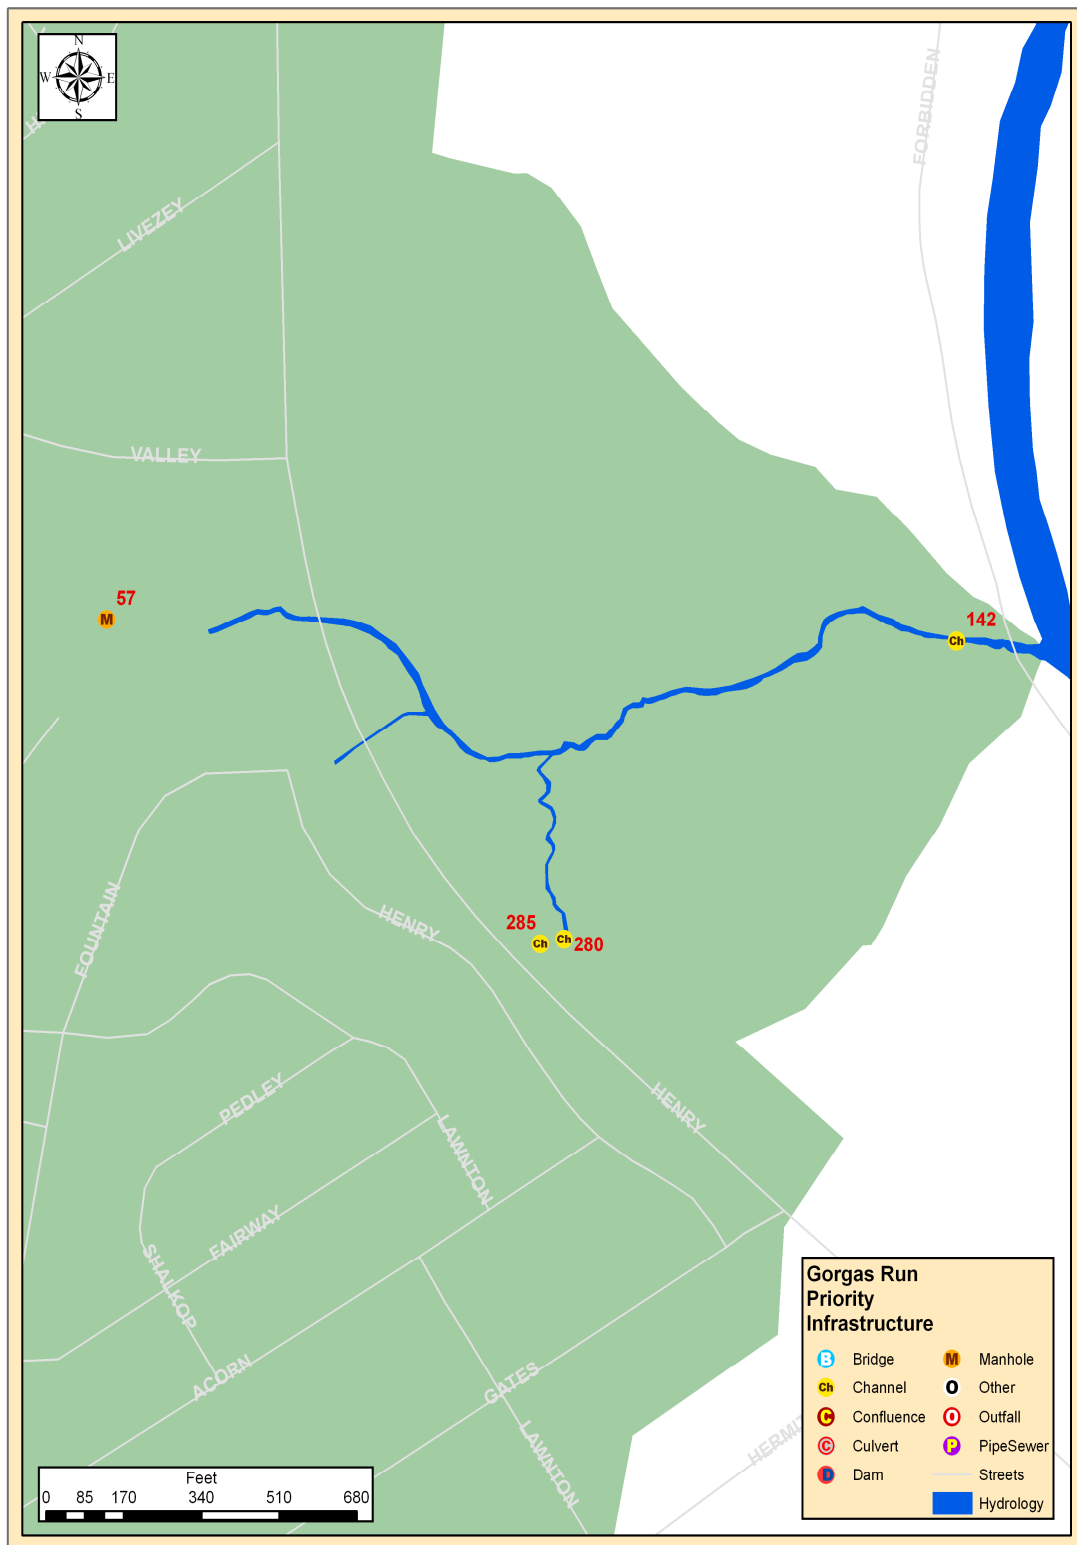 N
W E
S
FORBIDDEN
LIVEZEY
VALLEY
57
142
FOUNTAIN
HENRY
285
280
Ch
Ch
Ch
M
PEDLEY
HENRY
LAWNTON
FAIRWAY
SHALKOP
ACORN
GATES
LAWNTON
Gorgas Run
Priority
Infrastructure
B Bridge M Manhole
Ch Channel O Other
C Confluence O Outfall
C Culvert P PipeSewer
D Dam Streets
Hydrology
Feet
0 85 170 340 510 680